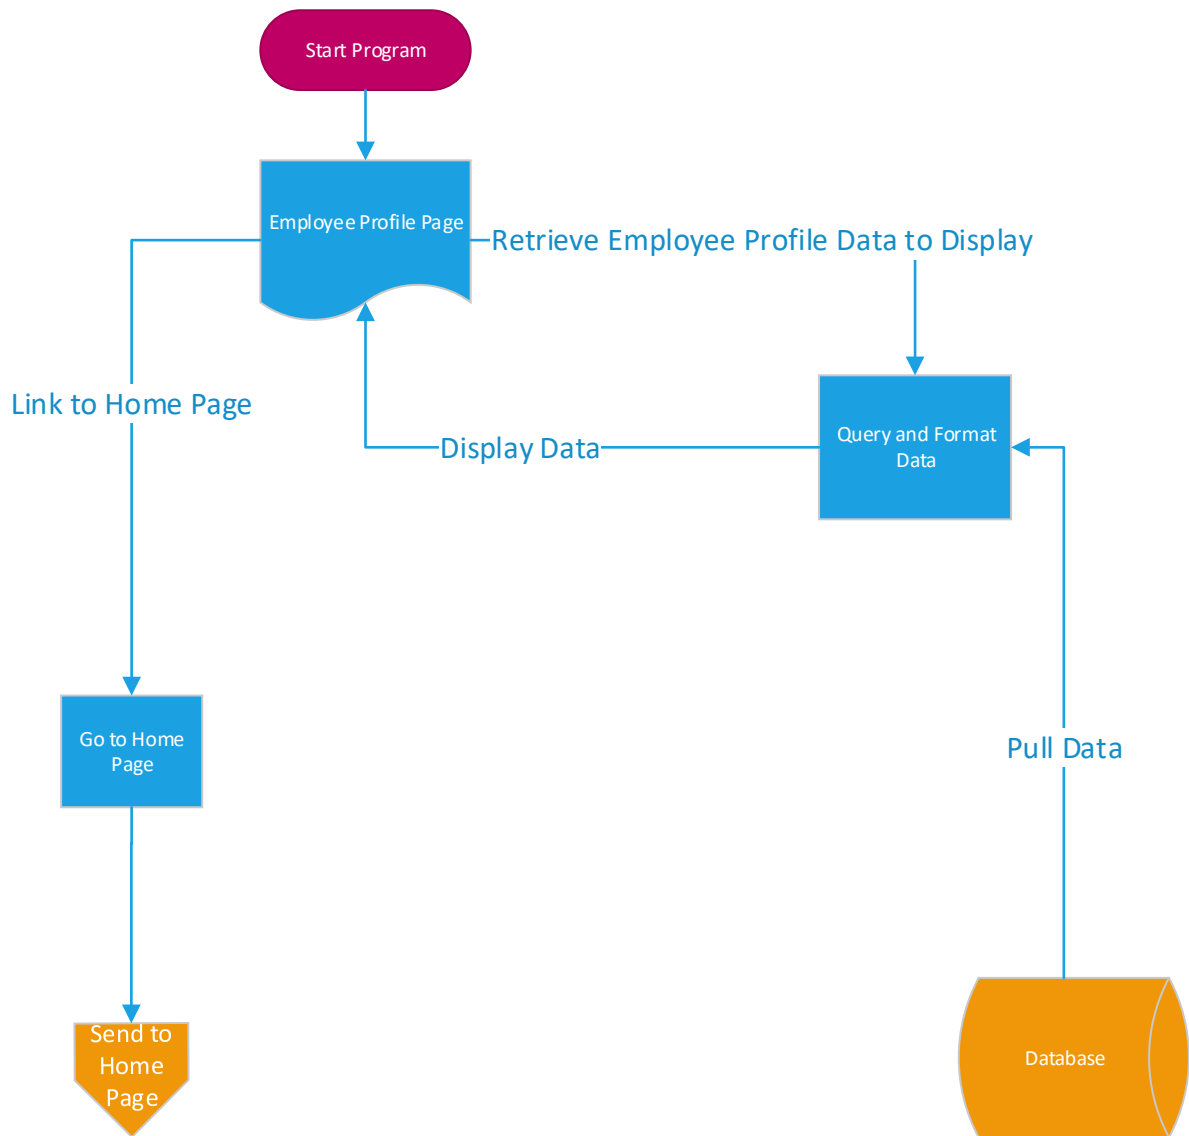 Start Program
Employee Profile Page
Retrieve Employee Profile Data to Display
Link to Home Page
Display Data
Query and Format
Data
Go to Home
Page
Pull Data
Send to
Home
Page
Database